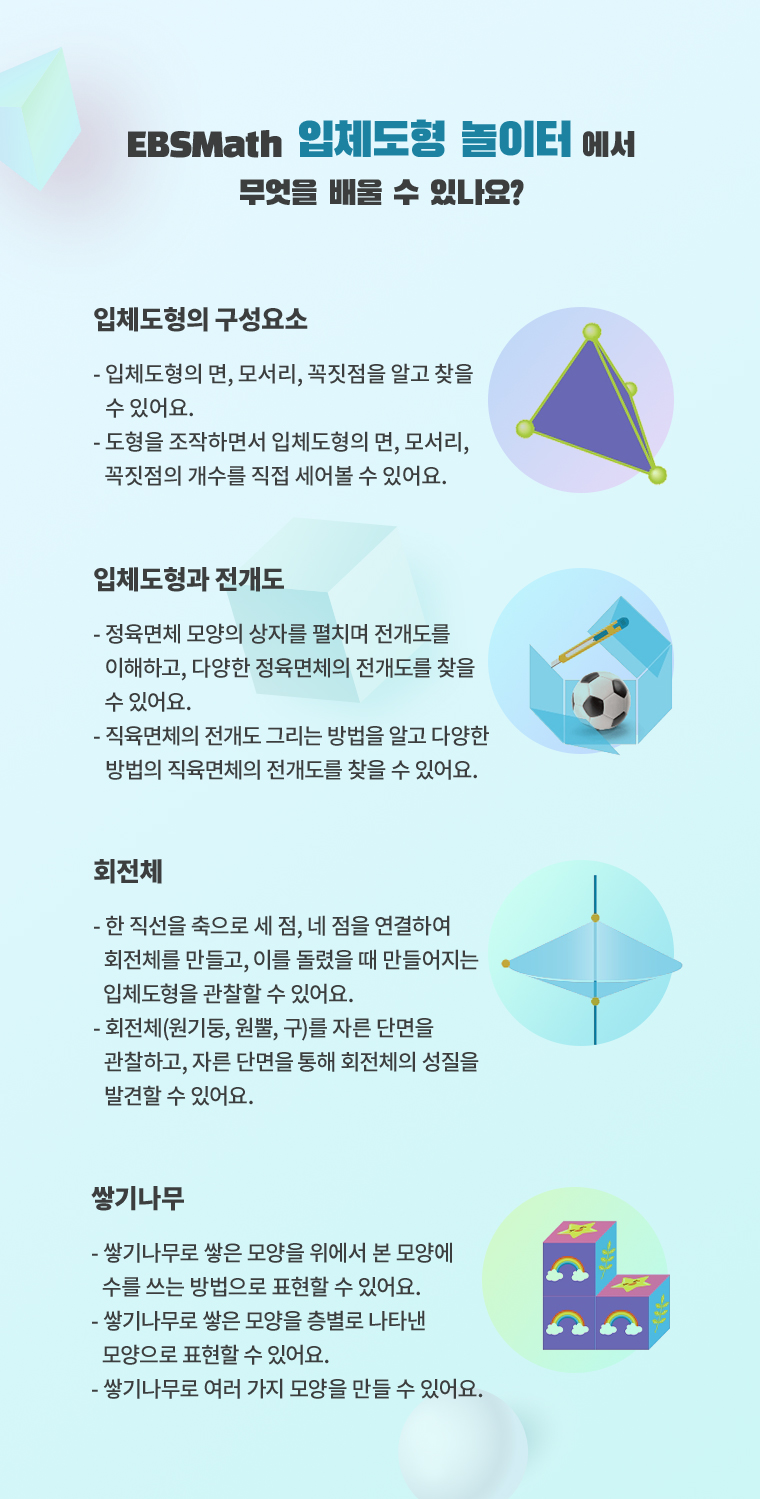 EBSMath 입체도형 놀이터 에서
무엇을 배울 수 있나요?
입체도형의 구성요소
- 입체도형의 면, 모서리, 꼭짓점을 알고 찾을
수 있어요.
- 도형을 조작하면서 입체도형의 면, 모서리,
꼭짓점의 개수를 직접 세어볼 수 있어요.
입체도형과 전개도
- 정육면체 모양의 상자를 펼치며 전개도를
이해하고, 다양한 정육면체의 전개도를 찾을
수 있어요.
- 직육면체의 전개도 그리는 방법을 알고 다양한
방법의 직육면체의 전개도를 찾을 수 있어요.
회전체
- 한 직선을 축으로 세 점, 네 점을 연결하여
회전체를 만들고, 이를 돌렸을 때 만들어지는
입체도형을 관찰할 수 있어요.
- 회전체(원기둥, 원뿔, 구)를 자른 단면을
관찰하고, 자른 단면을 통해 회전체의 성질을
발견할 수 있어요.
쌓기나무
- 쌓기나무로 쌓은 모양을 위에서 본 모양에
수를 쓰는 방법으로 표현할 수 있어요.
- 쌓기나무로 쌓은 모양을 층별로 나타낸
모양으로 표현할 수 있어요.
- 쌓기나무로 여러 가지 모양을 만들 수 있어요.